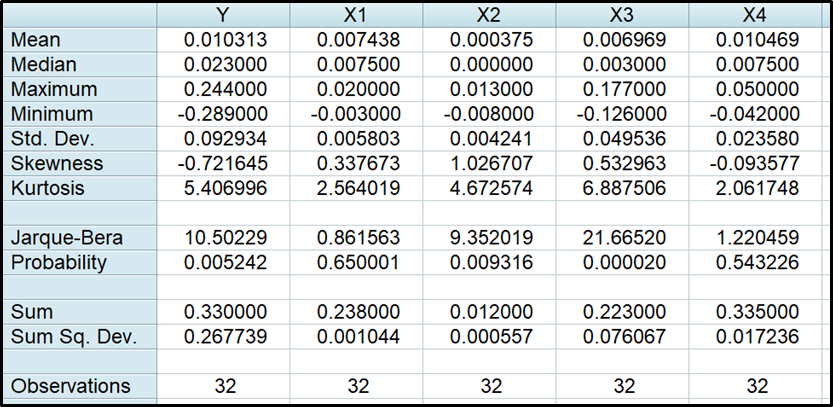 Y X1 X2 X3 X4
Mean 0.010313 0.007438 0.000375 0.006969 0.010469
Median 0.023000 0.007500 0.000000 0.003000 0.007500
Maximum 0.244000 0.020000 0.013000 0.177000 0.050000
Minimum -0.289000 -0.003000 -0.008000 -0.126000 -0.042000
Std. Dev. 0.092934 0.005803 0.004241 0.049536 0.023580
Skewness -0.721645 0.337673 1.026707 0.532963 -0.093577
Kurtosis 5.406996 2.564019 4.672574 6.887506 2.061748
Jarque-Bera 10.50229 0.861563 9.352019 21.66520 1.220459
Probability 0.005242 0.650001 0.009316 0.000020 0.543226
Sum 0.330000 0.238000 0.012000 0.223000 0.335000
Sum Sq. Dev. 0.267739 0.001044 0.000557 0.076067 0.017236
Observations 32 32 32 32 32